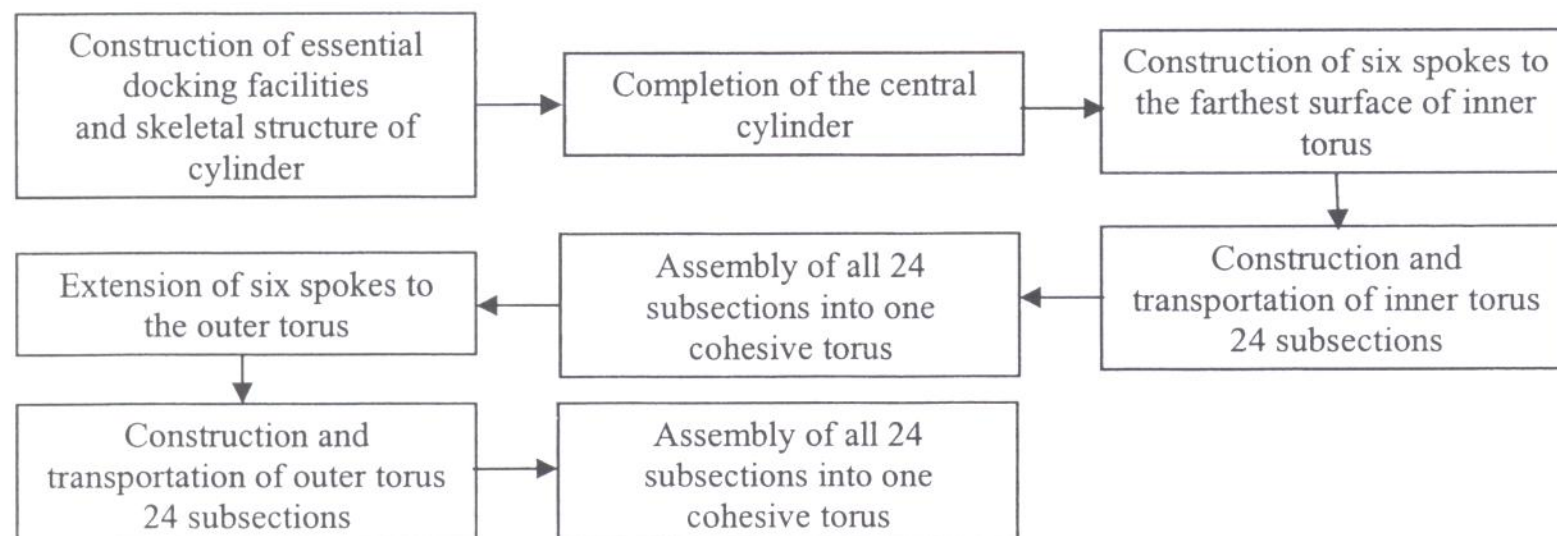 Construction of essential
docking facilities
and skeletal structure of
cylinder
Completion of the central
cylinder
Construction of six spokes to
the farthest surface of inner
torus
Construction and
transportation of inner torus
24 subsections
Assembly of all 24
subsections into one
cohesive torus
Extension of six spokes to
the outer torus
Construction and
transportation of outer torus
24 subsections
Assembly of all 24
subsections into one
cohesive torus